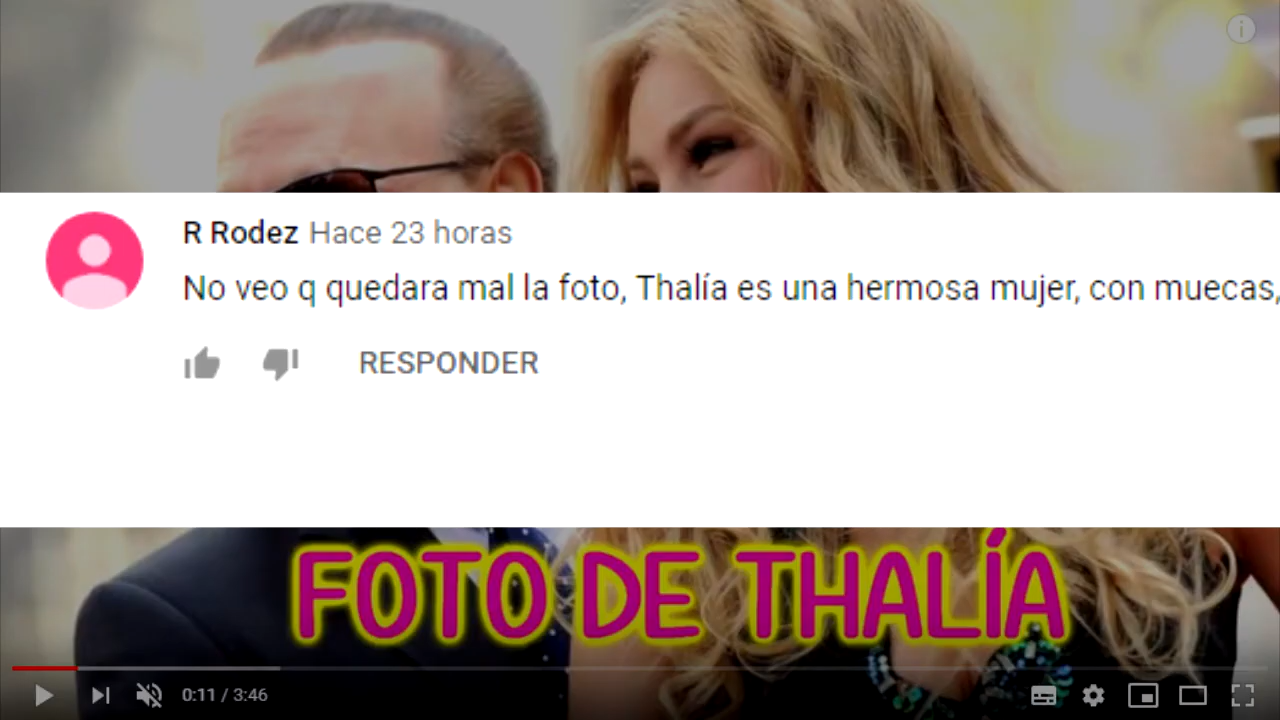 R Rodez Hace 23 horas
No veo q quedara mal la foto, Thalía es una hermosa mujer, con muecas,
RESPONDER
FOTO DE THALÍA
0:11 / 3:46